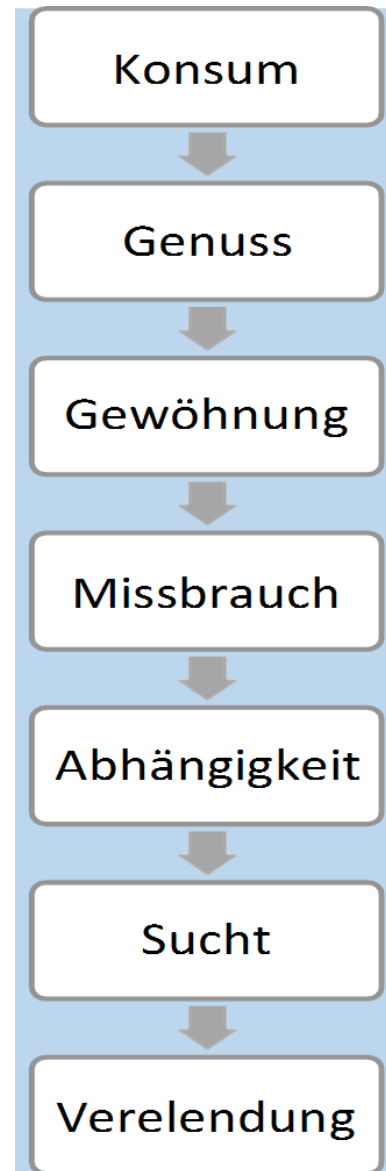 Konsum
Genuss
Gewöhnung
Missbrauch
Abhängigkeit
Sucht
Verelendung